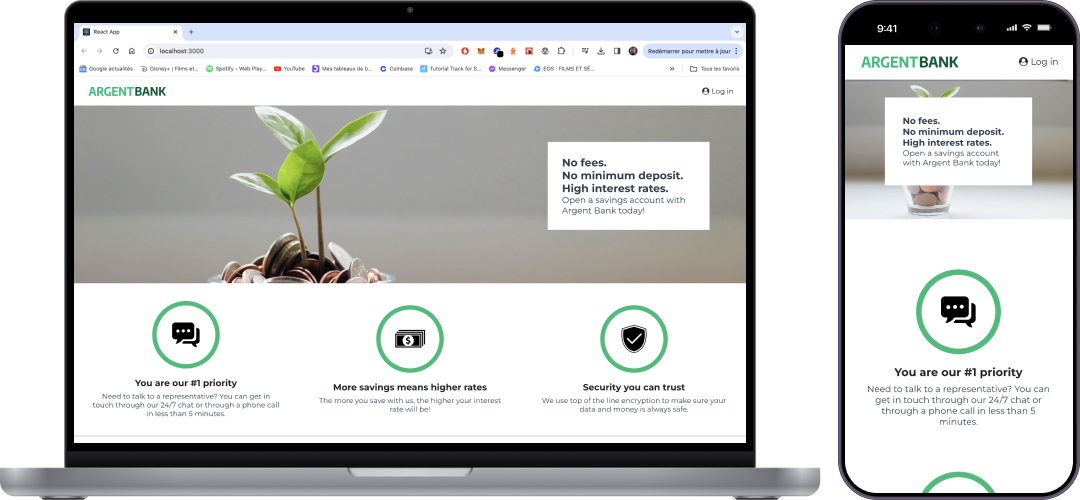 React App
localhost:3000
Redémarrer pour mettre à jour
Google actualités
Disney+ | Films et...
Spotify - Web Play...
YouTube
Mes tableaux de b...
Coinbase
Tutorial Track for S...
Messenger
EOS : FILMS ET SÉ...
Tous les favoris
ARGENTBANK
Log in
No fees.
No minimum deposit.
High interest rates.
Open a savings account with
Argent Bank today!
You are our #1 priority
Need to talk to a representative? You can get in
touch through our 24/7 chat or through a phone call
in less than 5 minutes.
More savings means higher rates
The more you save with us, the higher your interest
rate will be!
Security you can trust
We use top of the line encryption to make sure your
data and money is always safe.
9:41
ARGENTBANK
Log in
No fees.
No minimum deposit.
High interest rates.
Open a savings account
with Argent Bank today!
You are our #1 priority
Need to talk to a representative? You can
get in touch through our 24/7 chat or
through a phone call in less than 5
minutes.